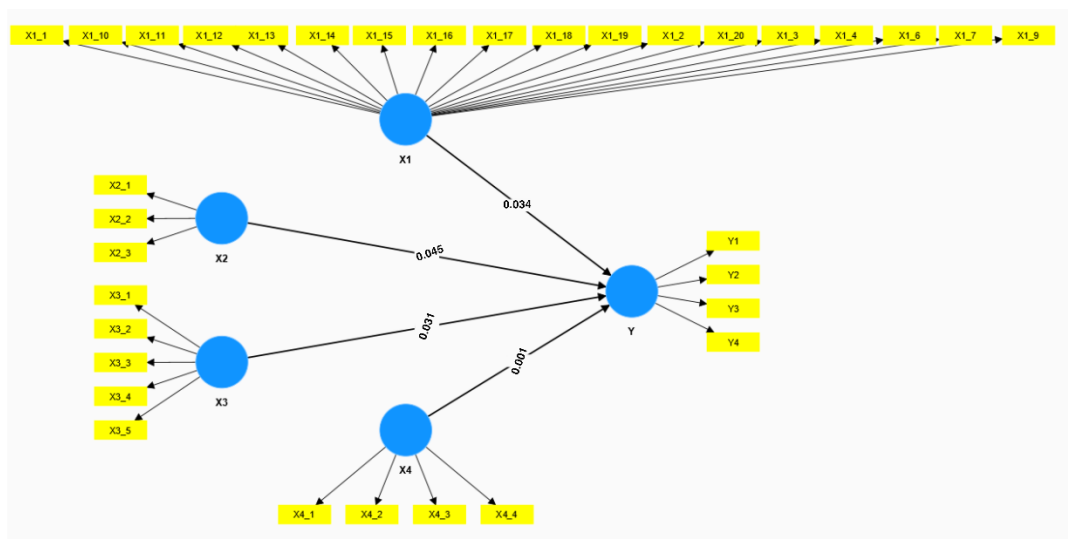 X1_1 X1_10 X1_11 X1_12 X1_13 X1_14 X1_15 X1_16 X1_17 X1_18 X1_19 X1_2 X1_20 X1_3 X1_4 X1_6 X1_7 X1_9
X1
X2_1
X2_2
X2_3
X2
0.034
0.045
Y1
Y2
Y3
Y4
Y
X3_1
X3_2
X3_3
X3_4
X3_5
X3
0.031
0.001
X4
X4_1 X4_2 X4_3 X4_4